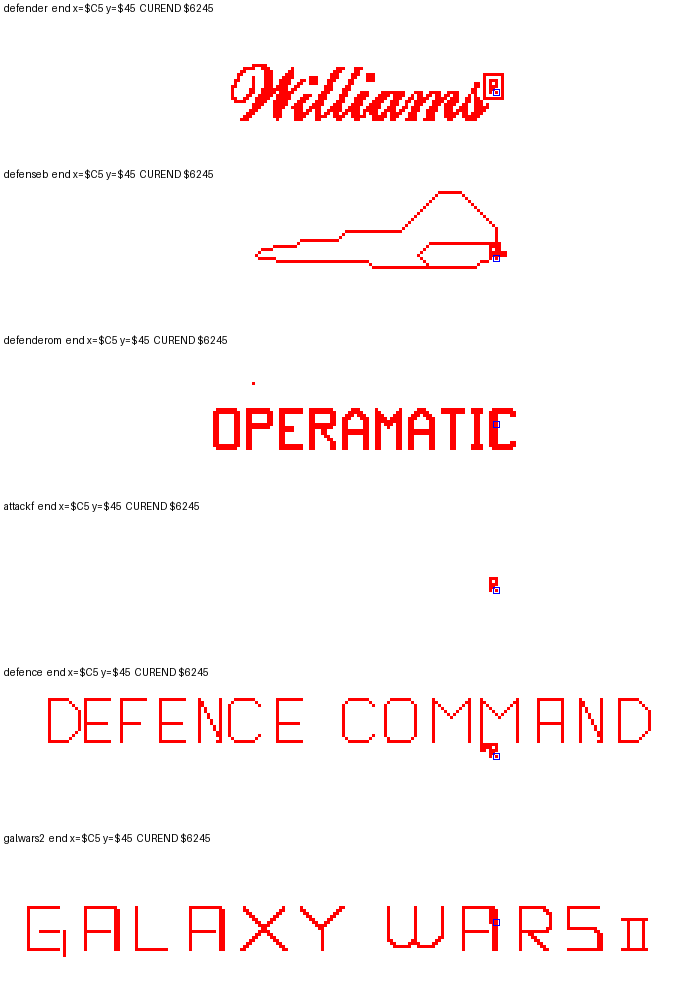 defender end x=$C5 y=$45 CUREND $6245
Williams R
defenseb end x=$C5 y=$45 CUREND $6245
defenderom end x=$C5 y=$45 CUREND $6245
OPERAMATIC
attackf end x=$C5 y=$45 CUREND $6245
defence end x=$C5 y=$45 CUREND $6245
DEFENCE COMMAND
galwars2 end x=$C5 y=$45 CUREND $6245
GALAXY WARS II